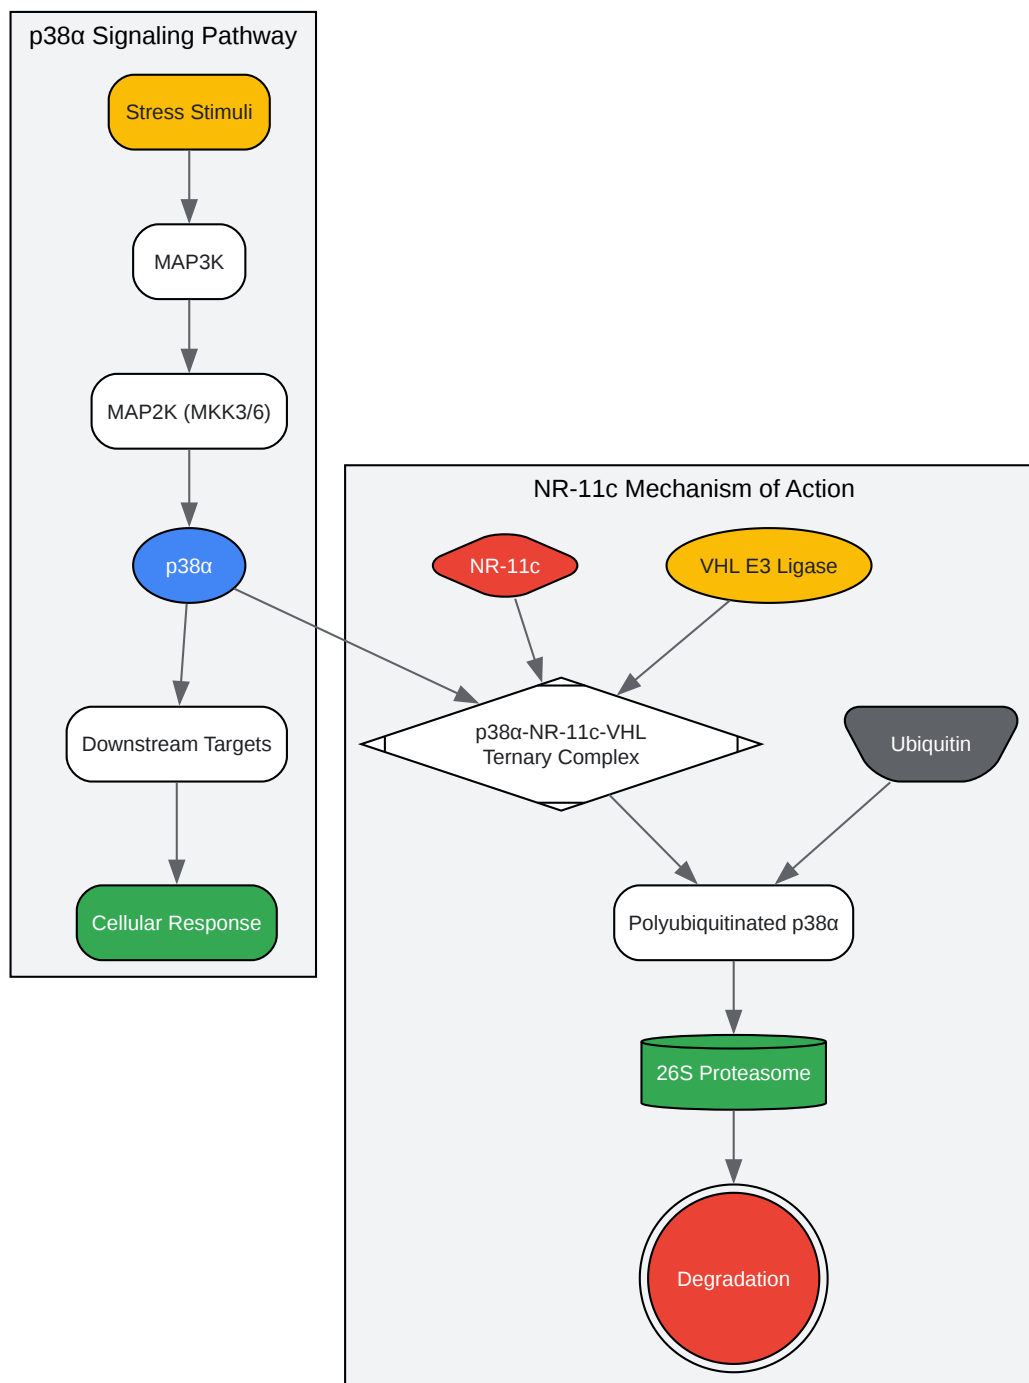 p38α Signaling Pathway
Stress Stimuli
MAP3K
MAP2K (MKK3/6)
p38α
Downstream Targets
Cellular Response
NR-11c Mechanism of Action
NR-11c
VHL E3 Ligase
p38α-NR-11c-VHL
Ternary Complex
Ubiquitin
Polyubiquitinated p38α
26S Proteasome
Degradation